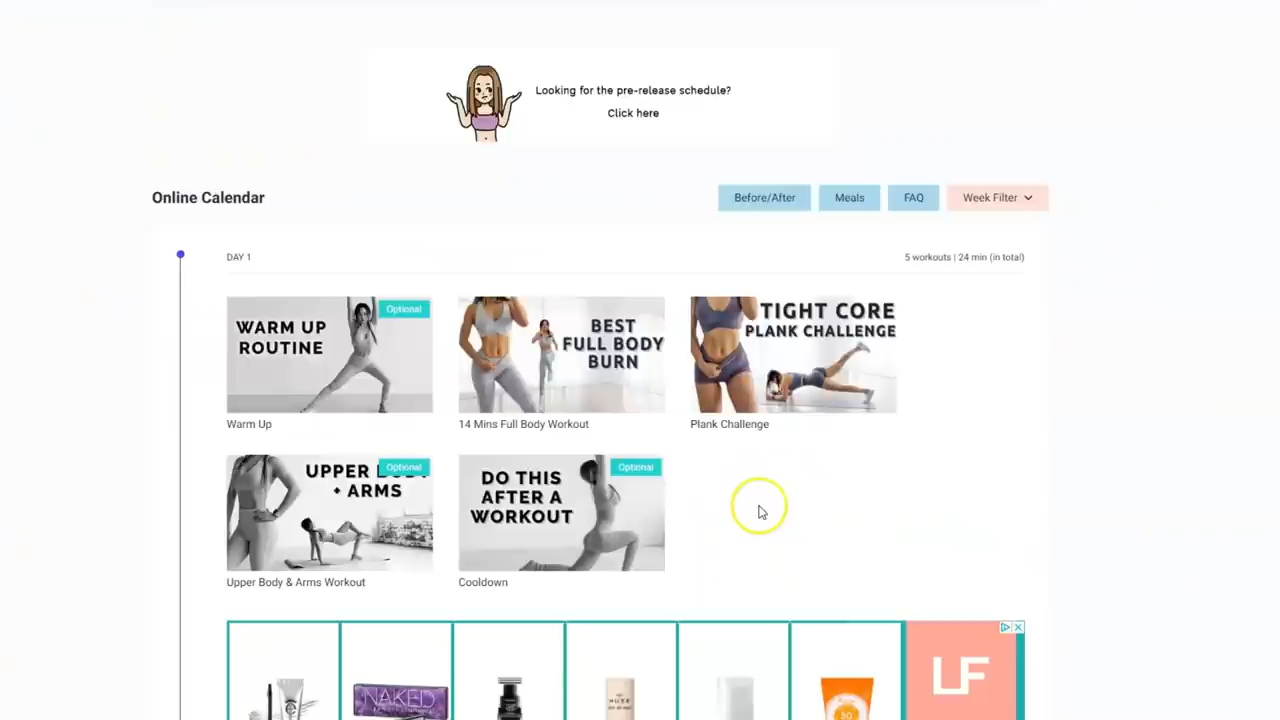 Looking for the pre-release schedule?
Click here
Online Calendar
Before/After
Meals
FAQ
Week Filter
DAY 1
5 workouts | 24 min (in total)
Optional
WARM UP
ROUTINE
Warm Up
BEST
FULL BODY
BURN
14 Mins Full Body Workout
TIGHT CORE
PLANK CHALLENGE
Plank Challenge
Optional
UPPER
+ ARMS
Upper Body & Arms Workout
Optional
DO THIS
AFTER A
WORKOUT
Cooldown
NAKED
NUXE
LF